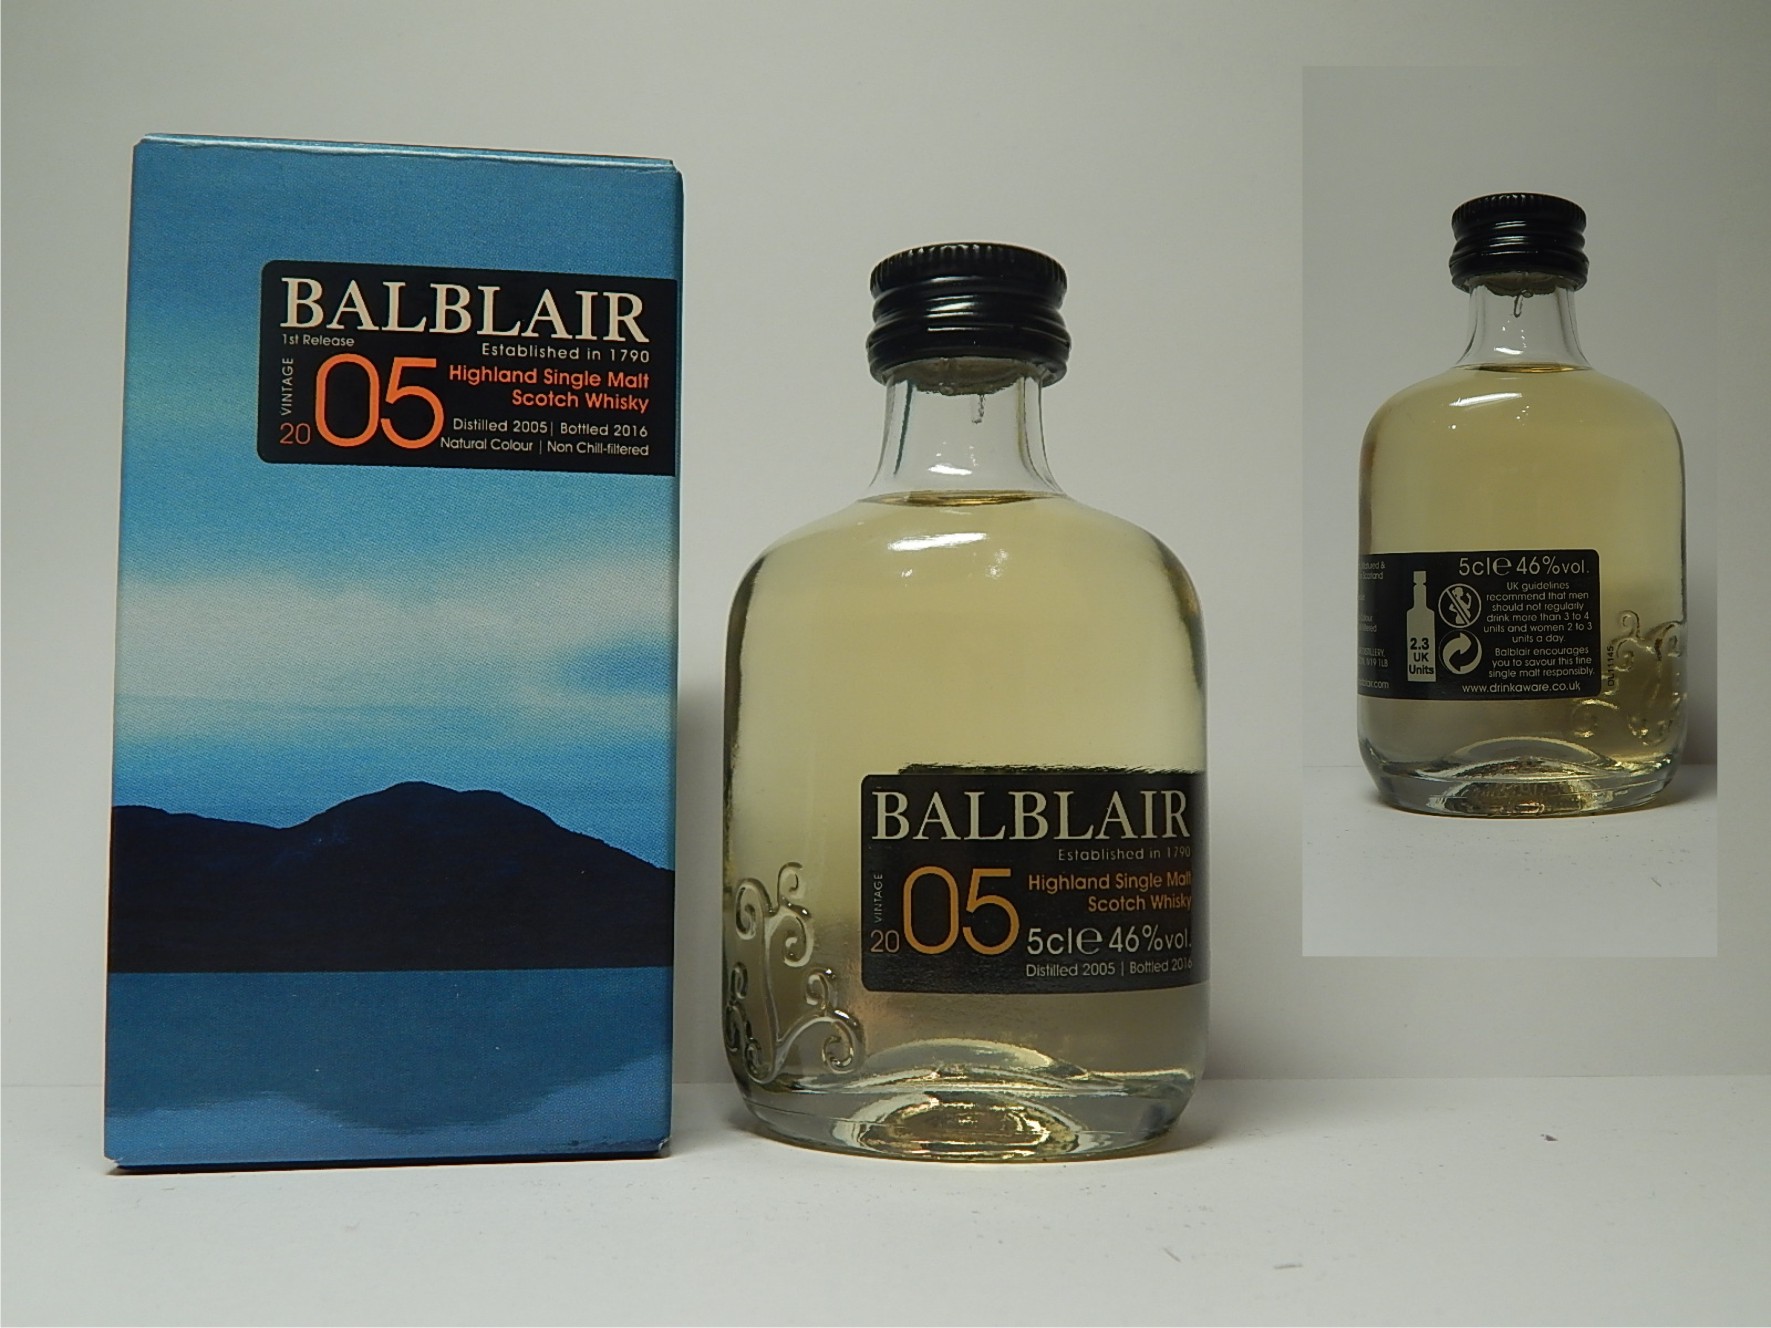 BALBLAIR
1st Release
Established in 1790
VINTAGE
2005
Highland Single Malt
Scotch Whisky
Distilled 2005 | Bottled 2016
Natural Colour | Non Chill-filtered
BALBLAIR
Established in 1790
VINTAGE
2005
Highland Single Malt
Scotch Whisky
5cl℮ 46%vol.
Distilled 2005 | Bottled 2016
5cl℮ 46%vol.
UK guidelines
recommend that men
should not regularly
drink more than 3 to 4
units and women 2 to 3
units a day.
Balblair encourages
you to savour this fine
single malt responsibly.
www.drinkaware.co.uk
2.3
UK
Units